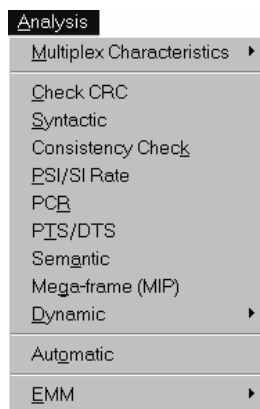 Analysis
Multiplex Characteristics
Check CRC
Syntactic
Consistency Check
PSI/SI Rate
PCR
PTS/DTS
Semantic
Mega-frame (MIP)
Dynamic
Automatic
EMM